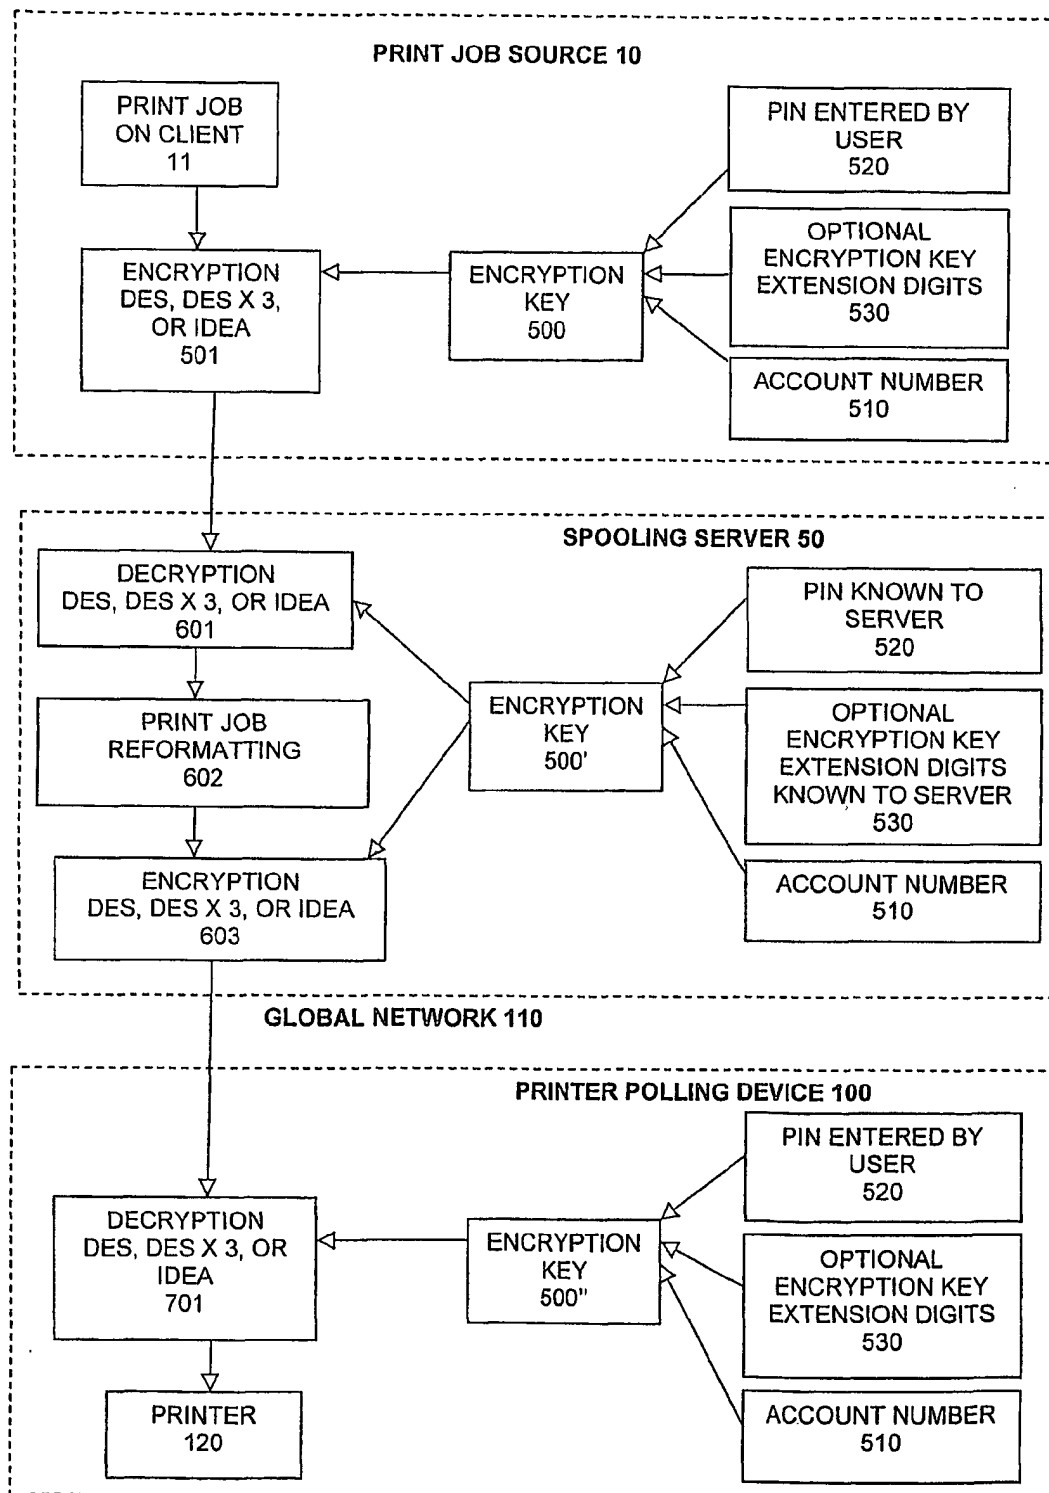 PRINT JOB SOURCE 10
PRINT JOB
ON CLIENT
11
PIN ENTERED BY
USER
520
ENCRYPTION
DES, DES X 3,
OR IDEA
501
ENCRYPTION
KEY
500
OPTIONAL
ENCRYPTION KEY
EXTENSION DIGITS
530
ACCOUNT NUMBER
510
SPOOLING SERVER 50
DECRYPTION
DES, DES X 3, OR IDEA
601
PIN KNOWN TO
SERVER
520
PRINT JOB
REFORMATTING
602
ENCRYPTION
KEY
500'
OPTIONAL
ENCRYPTION KEY
EXTENSION DIGITS
KNOWN TO SERVER
530
ENCRYPTION
DES, DES X 3, OR IDEA
603
ACCOUNT NUMBER
510
GLOBAL NETWORK 110
PRINTER POLLING DEVICE 100
PIN ENTERED BY
USER
520
DECRYPTION
DES, DES X 3, OR
IDEA
701
ENCRYPTION
KEY
500"
OPTIONAL
ENCRYPTION KEY
EXTENSION DIGITS
530
PRINTER
120
ACCOUNT NUMBER
510